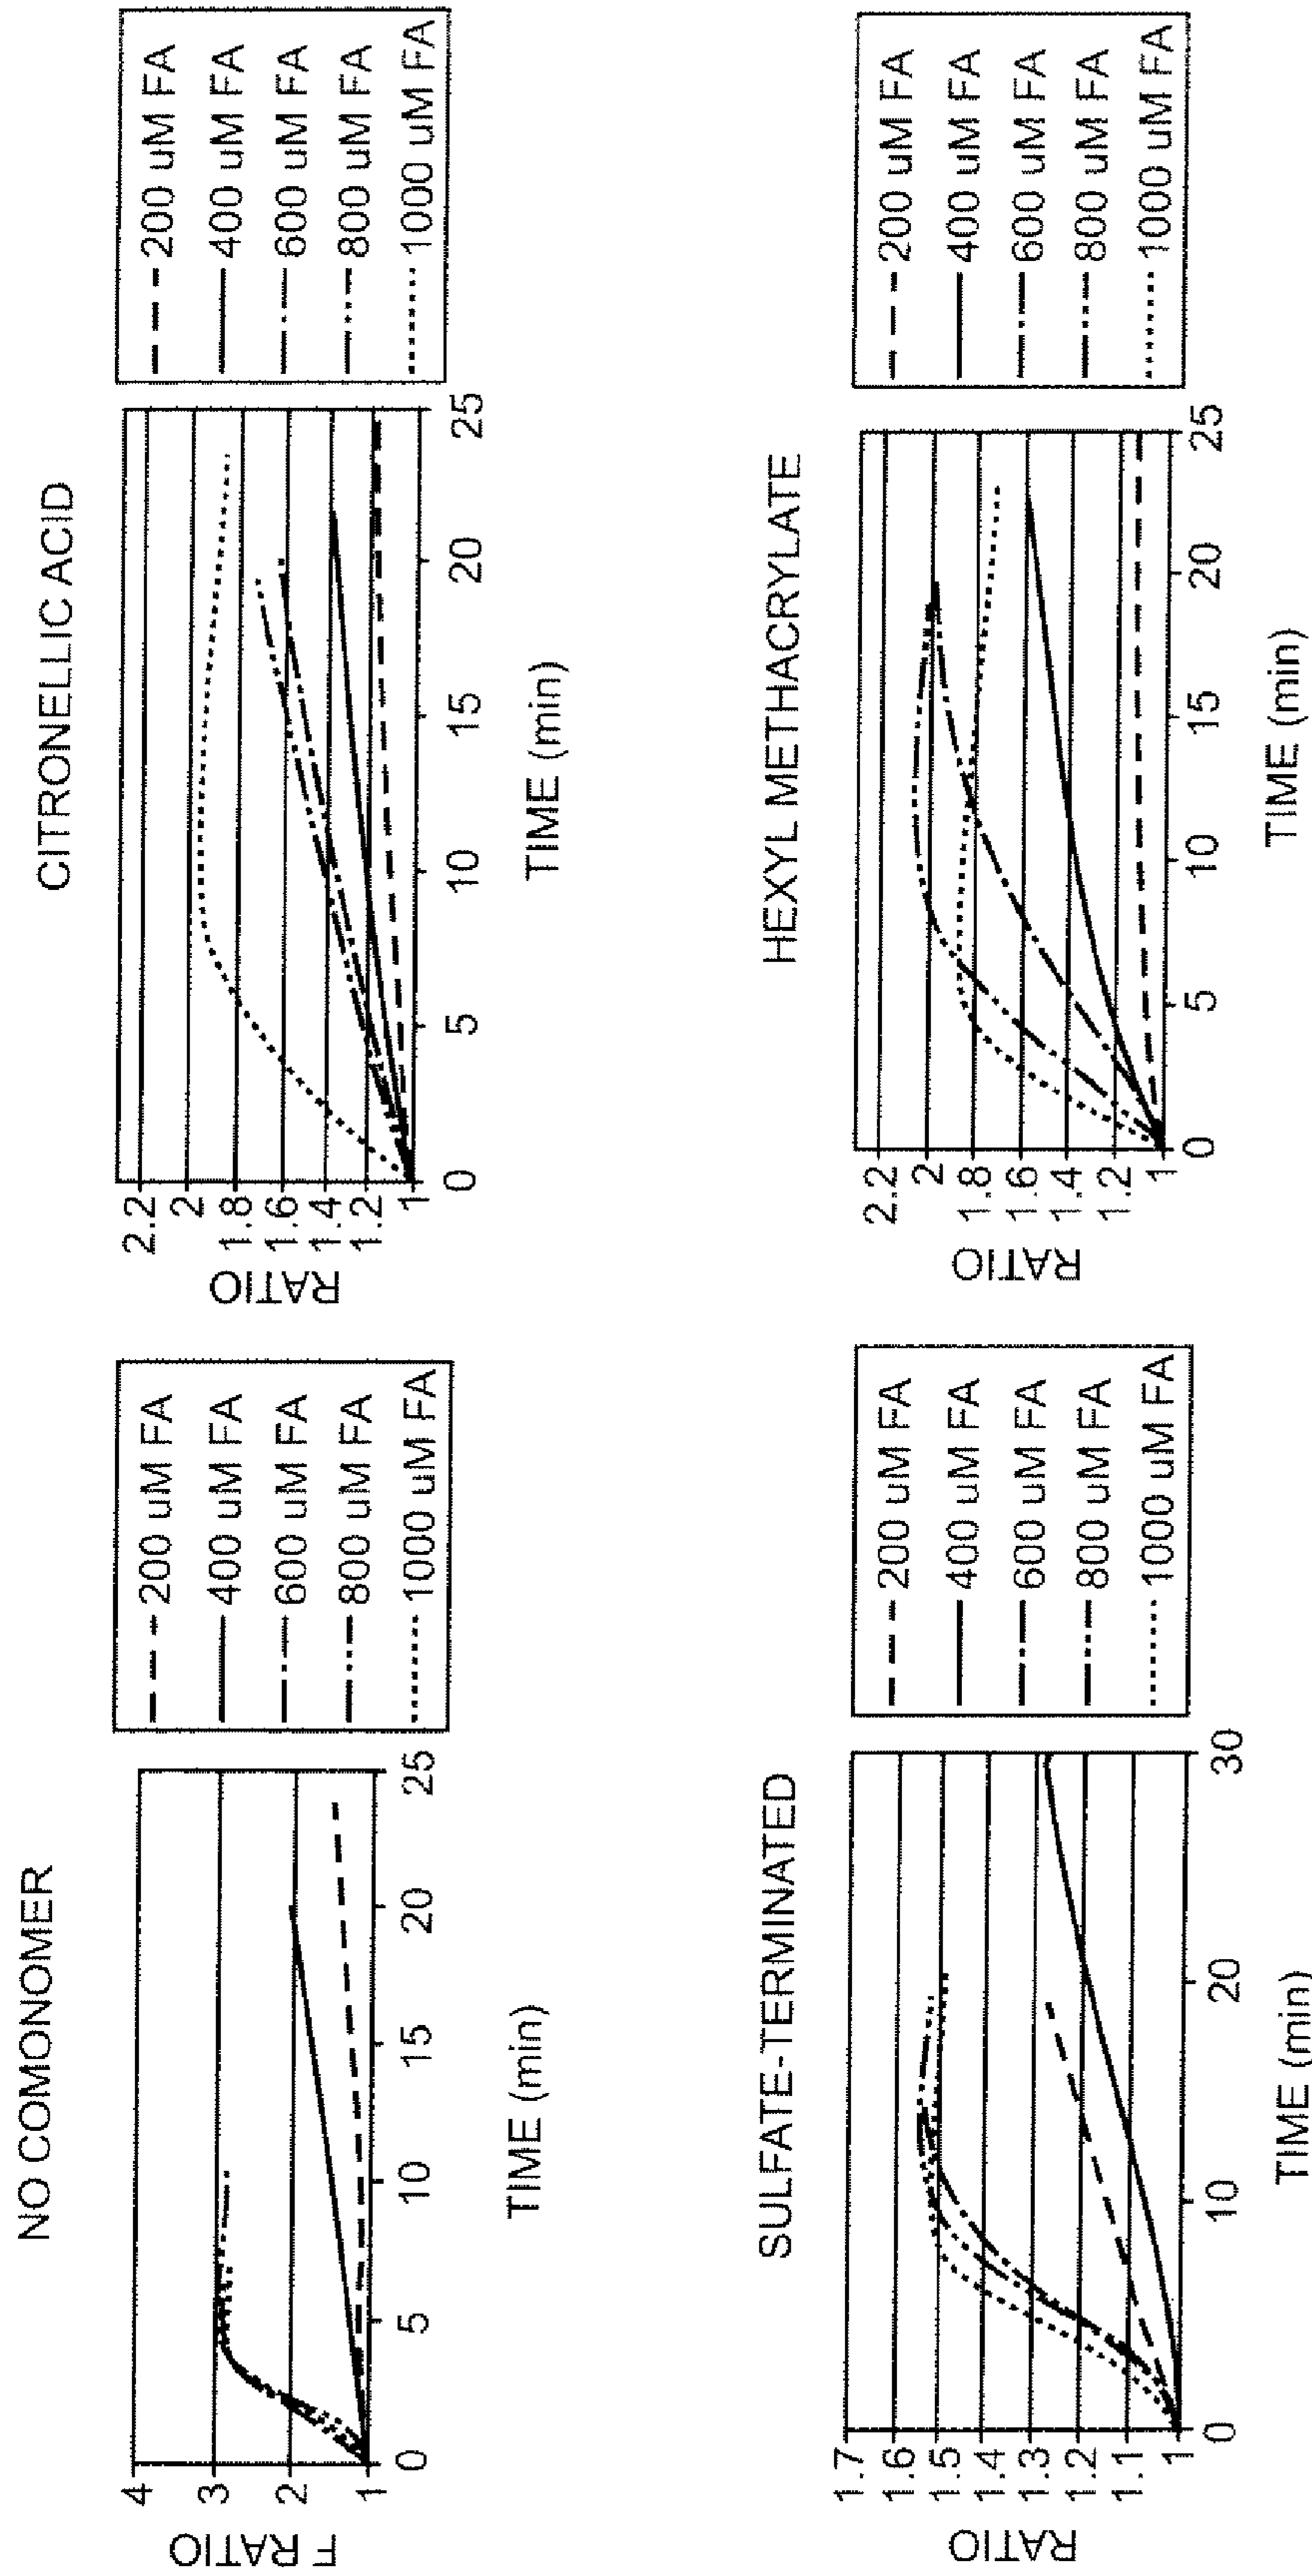 NO COMONOMER
F RATIO
4
3
2
1
0
5
10
15
20
25
TIME (min)
200 uM FA
400 uM FA
600 uM FA
800 uM FA
1000 uM FA
CITRONELLIC ACID
RATIO
2.2
2
1.8
1.6
1.4
1.2
1
0
5
10
15
20
25
TIME (min)
200 uM FA
400 uM FA
600 uM FA
800 uM FA
1000 uM FA
SULFATE-TERMINATED
RATIO
1.7
1.6
1.5
1.4
1.3
1.2
1.1
1
0
10
20
30
TIME (min)
200 uM FA
400 uM FA
600 uM FA
800 uM FA
1000 uM FA
HEXYL METHACRYLATE
RATIO
2.2
2
1.8
1.6
1.4
1.2
1
0
5
10
15
20
25
TIME (min)
200 uM FA
400 uM FA
600 uM FA
800 uM FA
1000 uM FA